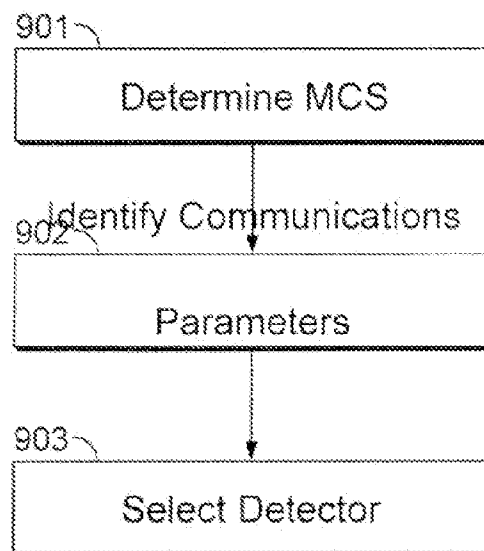 901
Determine MCS
Identify Communications
902
Parameters
903
Select Detector